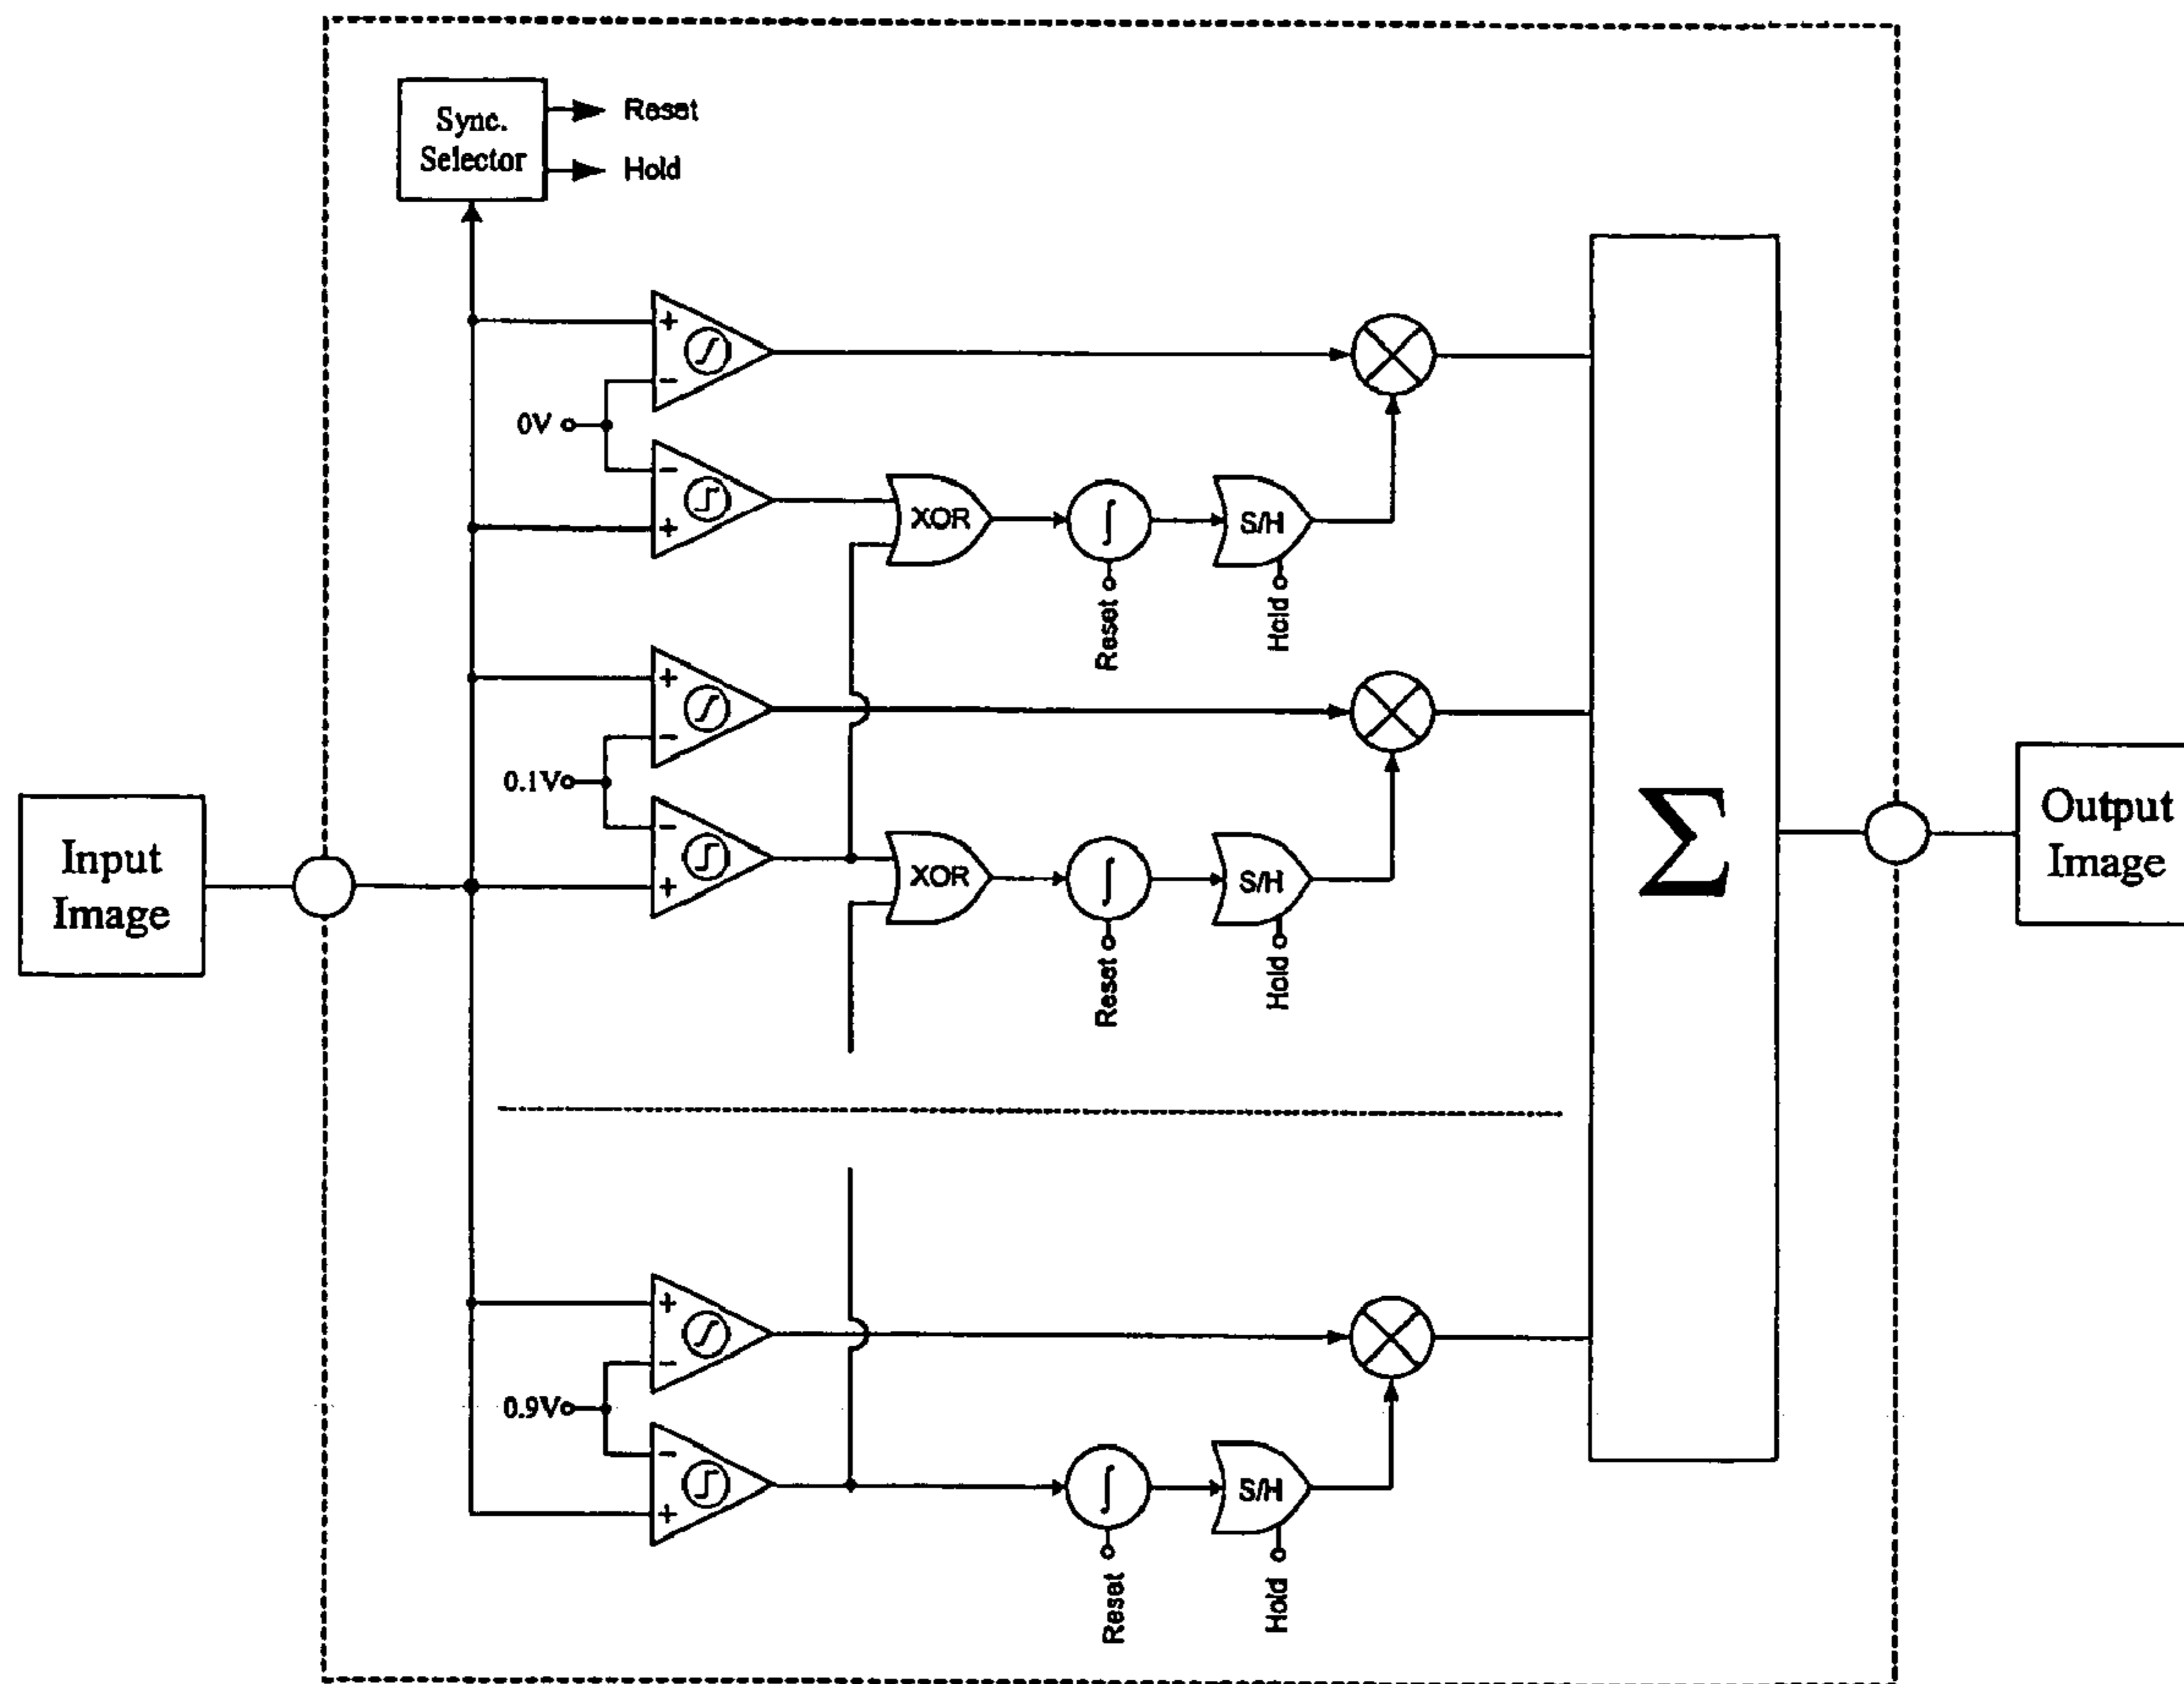 Sync.
Selector
Reset
Hold
+
−
0V
−
+
XOR
∫
S/H
Reset
Hold
+
−
0.1V
−
+
XOR
∫
S/H
Reset
Hold
Input
Image
Σ
Output
Image
+
−
0.9V
−
+
∫
S/H
Reset
Hold